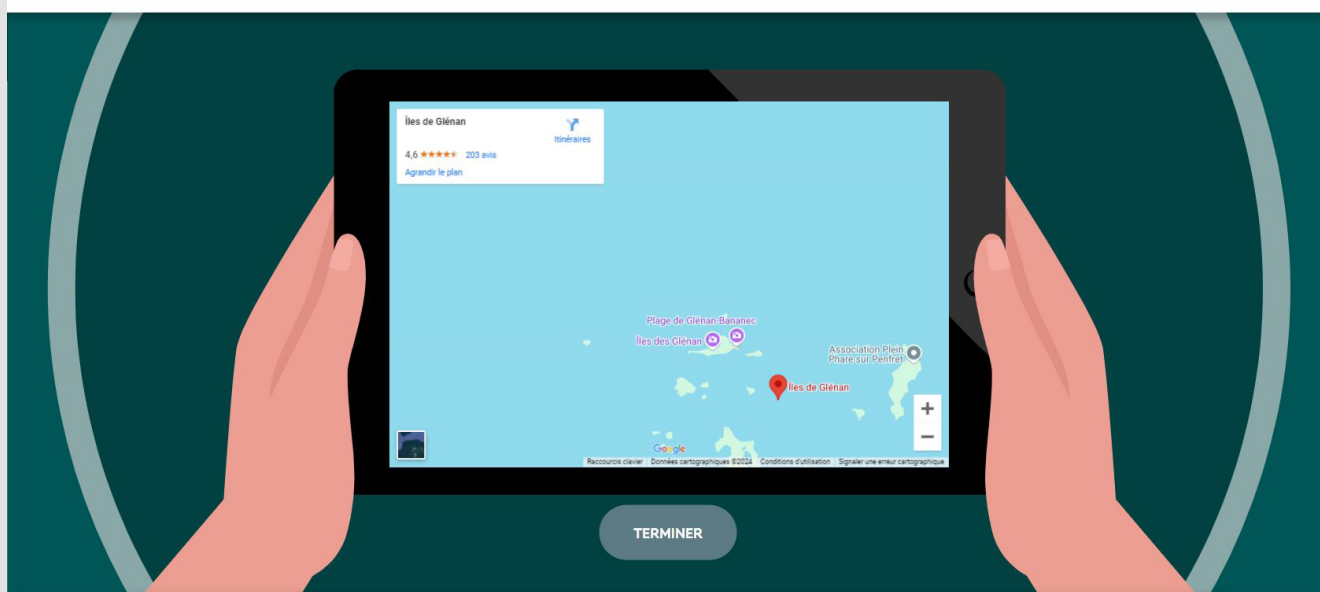 Îles de Glénan
Itinéraires
4,6
203 avis
Agrandir le plan
Plage de Glénan-Bananec
Îles des Glénan
Association Plein
Phare sur Penfret
Îles de Glénan
Google
Raccourcis clavier
Données cartographiques ©2024
Conditions d'utilisation
Signaler une erreur cartographique
TERMINER